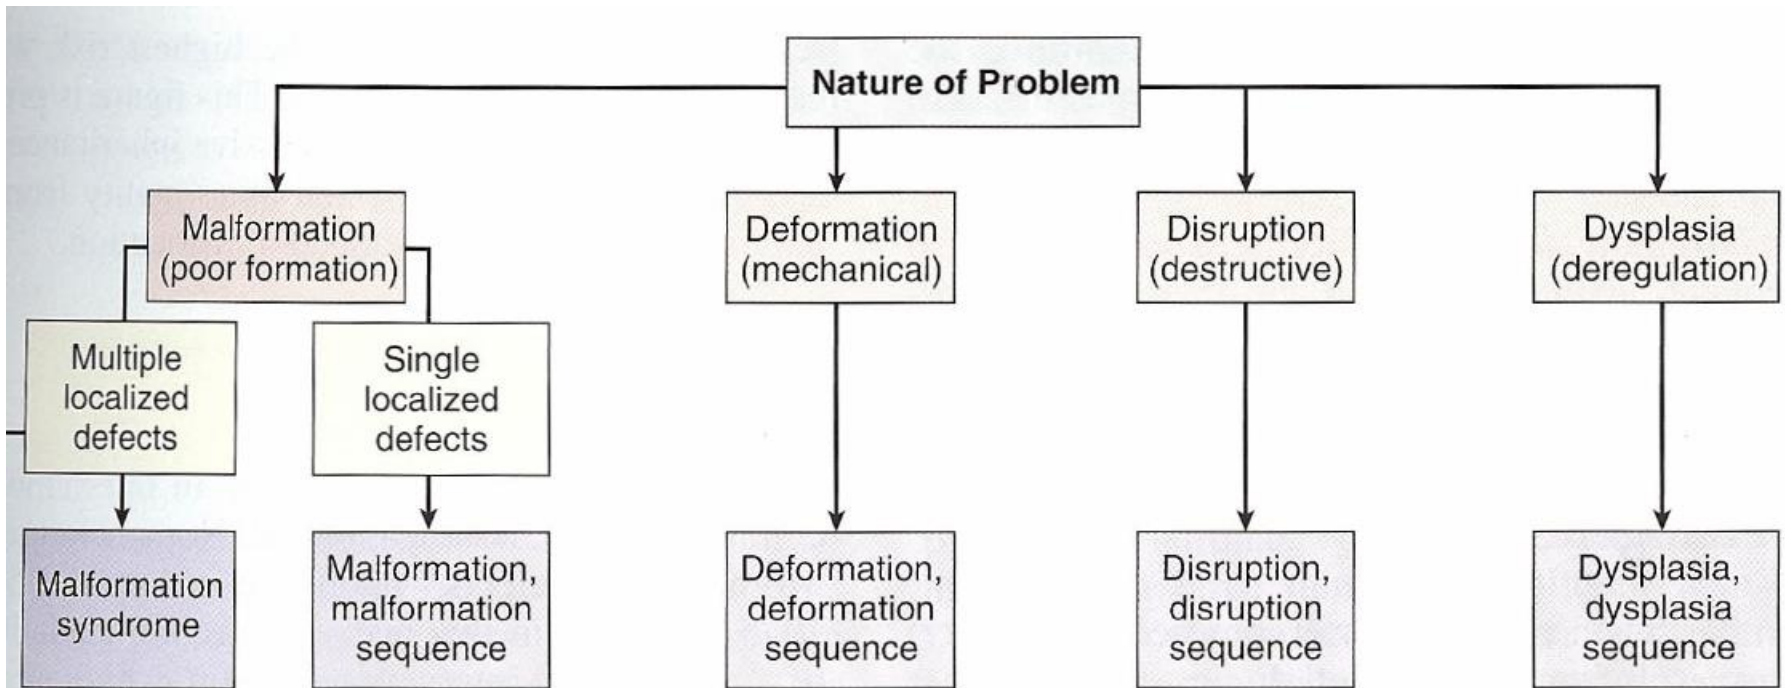 Nature of Problem
Malformation
(poor formation)
Deformation
(mechanical)
Disruption
(destructive)
Dysplasia
(deregulation)
Multiple
localized
defects
Single
localized
defects
Malformation
syndrome
Malformation,
malformation
sequence
Deformation,
deformation
sequence
Disruption,
disruption
sequence
Dysplasia,
dysplasia
sequence